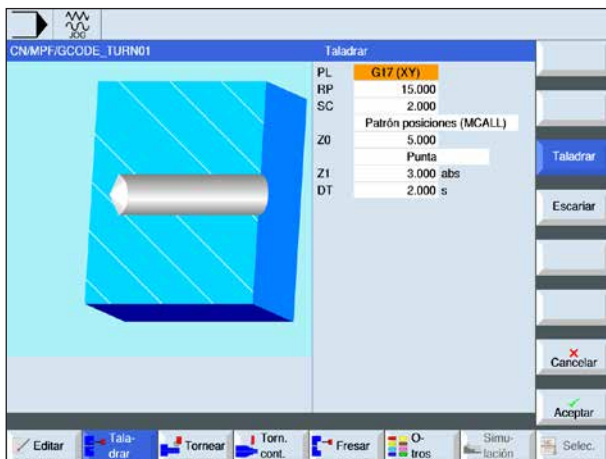 JOG
CN/MPF/GCODE_TURN01
Taladrar
PL G17 (XY)
RP 15.000
SC 2.000
Patrón posiciones (MCALL)
Z0 5.000
Punta
Z1 3.000 abs
DT 2.000 s
Taladrar
Escariar
Cancelar
Aceptar
Editar
Tala-
drar
Tornear
Torn.
cont.
Fresar
O-
tros
Simu-
lación
Selec.